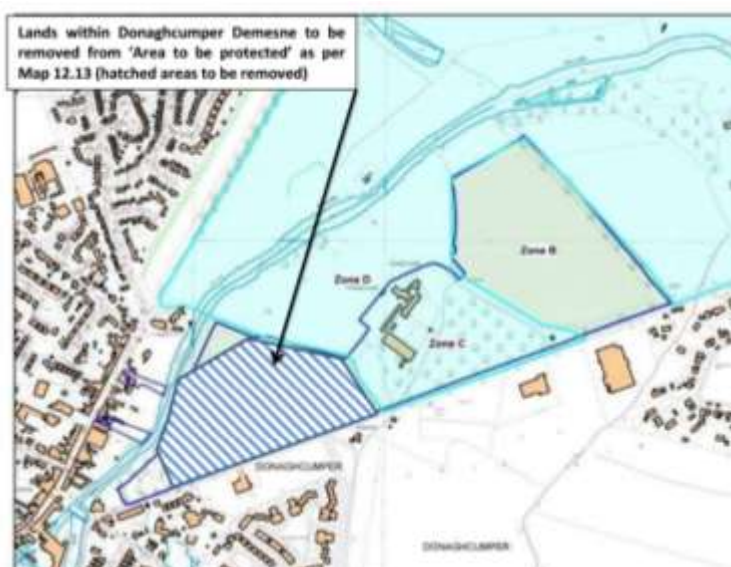 Lands within Donaghcumper Demesne to be
removed from 'Area to be protected' as per
Map 12.13 (hatched areas to be removed)
Zone B
Zone D
Zone C
DONAGHCUMPER
DONAGHCUMPER